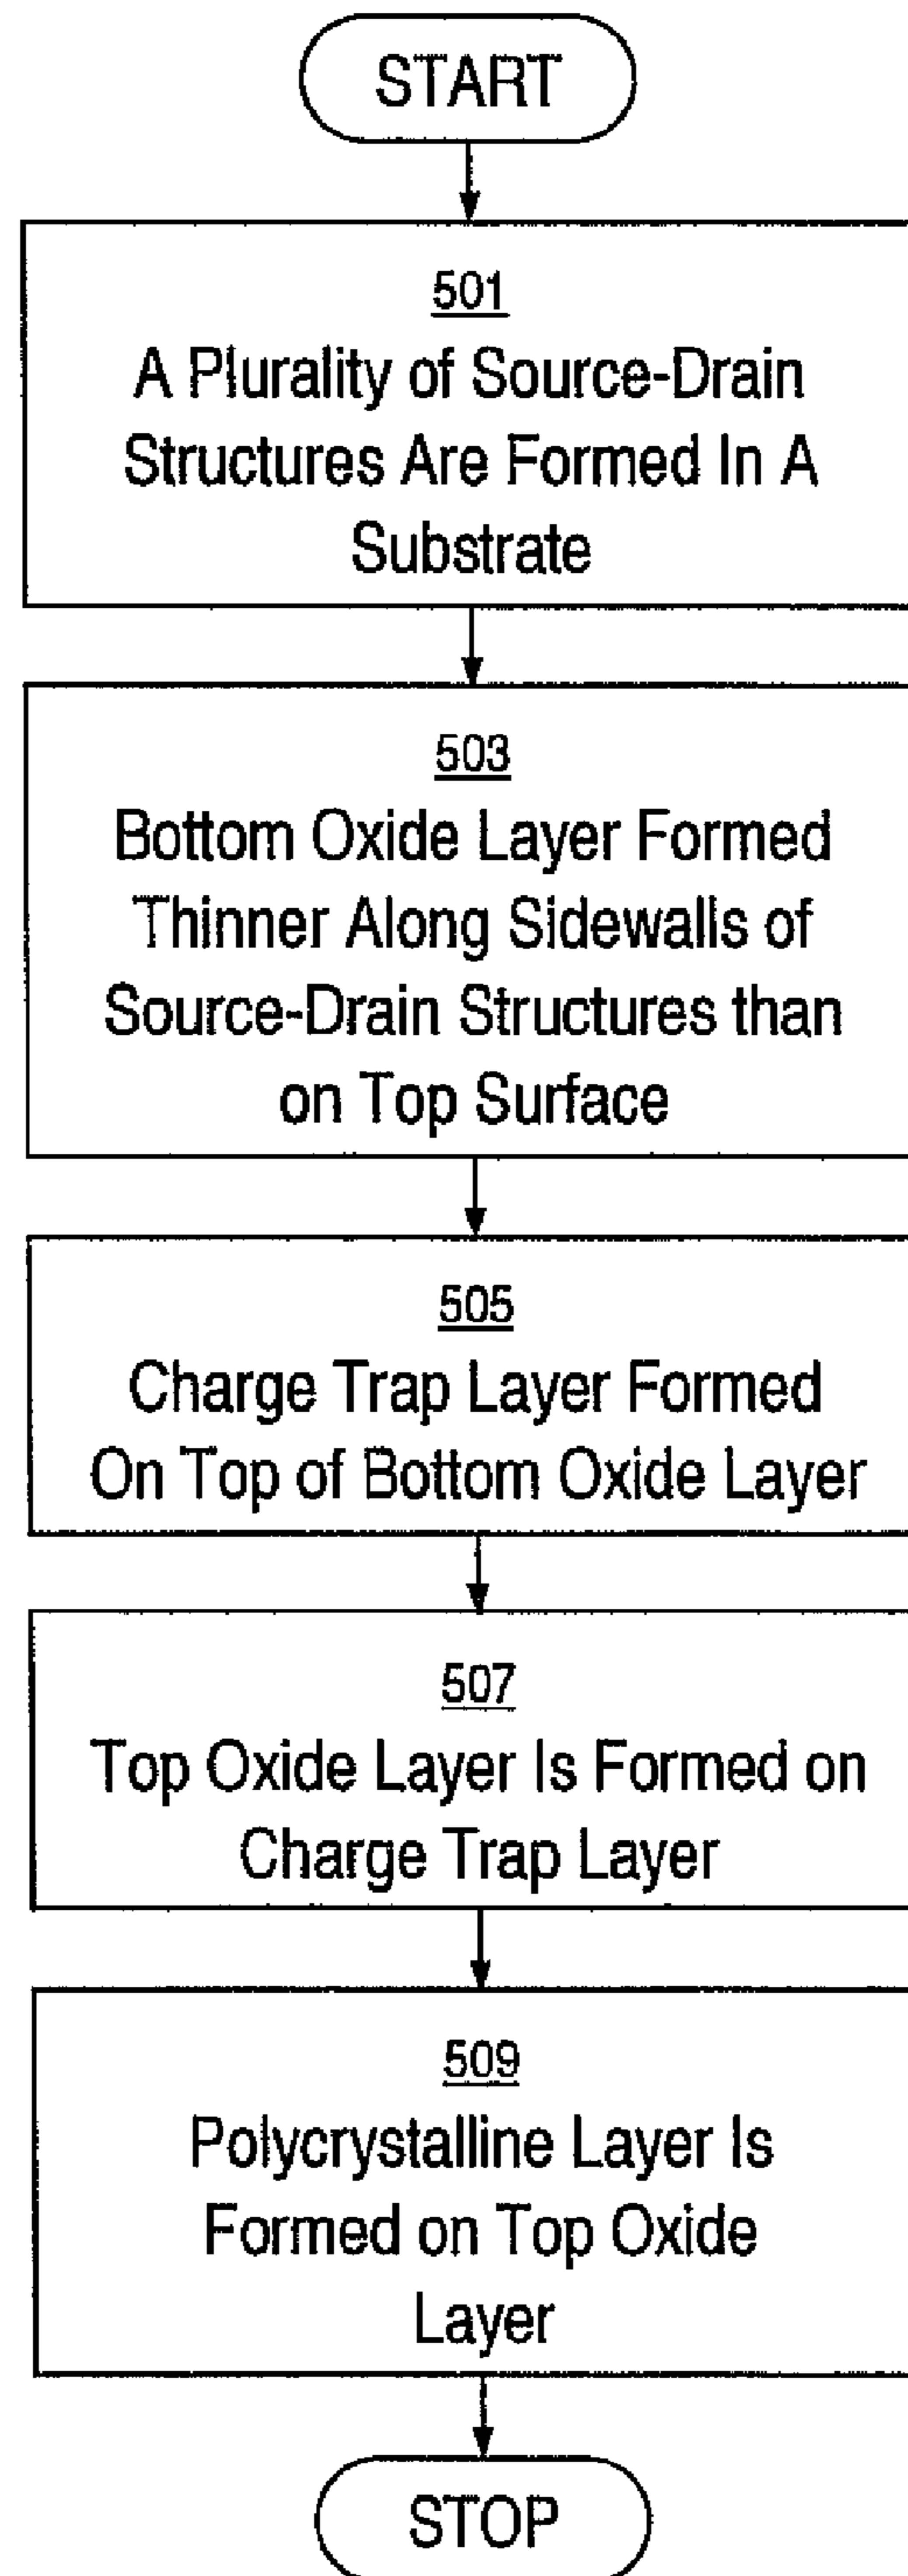 START
501
A Plurality of Source-Drain
Structures Are Formed In A
Substrate
503
Bottom Oxide Layer Formed
Thinner Along Sidewalls of
Source-Drain Structures than
on Top Surface
505
Charge Trap Layer Formed
On Top of Bottom Oxide Layer
507
Top Oxide Layer Is Formed on
Charge Trap Layer
509
Polycrystalline Layer Is
Formed on Top Oxide
Layer
STOP